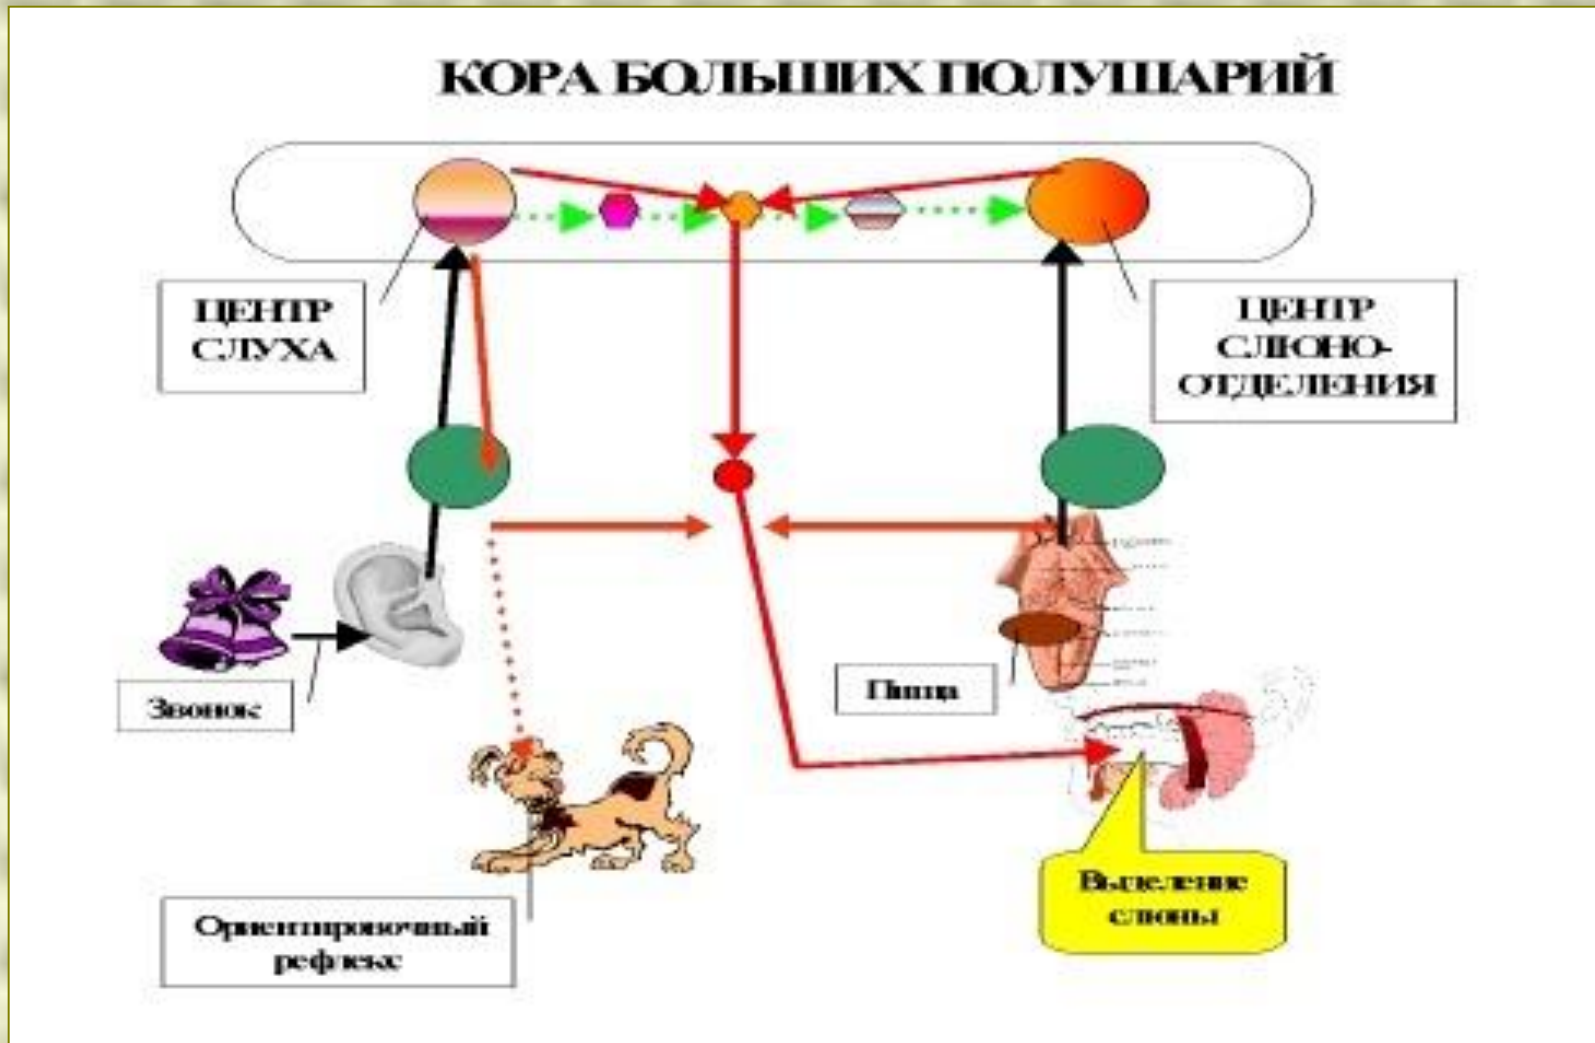 КОРА БОЛЬШИХ ПОЛУШАРИЙ
ЦЕНТР
СЛУХА
ЦЕНТР
СЛЮНО-
ОТДЕЛЕНИЯ
Звонок
Пища
Ориентировочный
рефлекс
Выделение
слюны